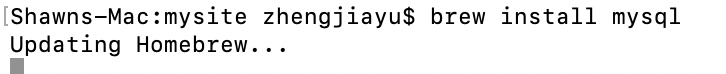 Shawns-Mac:mysite zhengjiayu$ brew install mysql
Updating Homebrew...